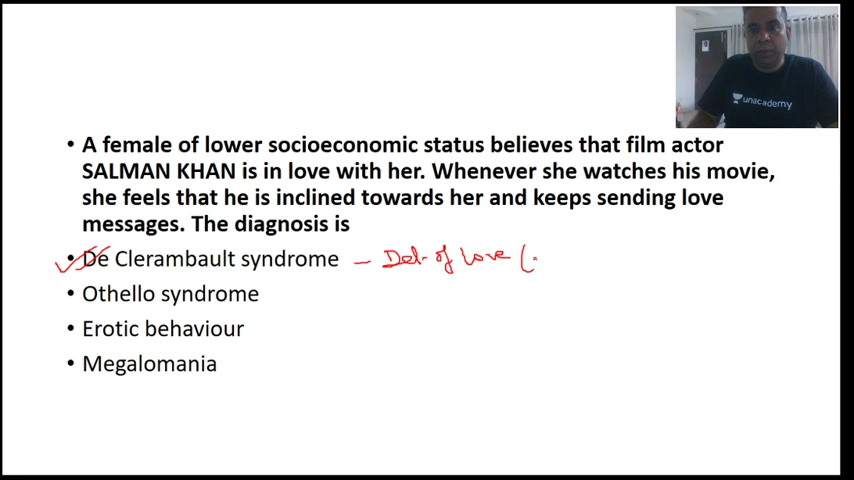 unacademy
• A female of lower socioeconomic status believes that film actor
SALMAN KHAN is in love with her. Whenever she watches his movie,
she feels that he is inclined towards her and keeps sending love
messages. The diagnosis is
• De Clerambault syndrome – Del. of Love (
• Othello syndrome
• Erotic behaviour
• Megalomania